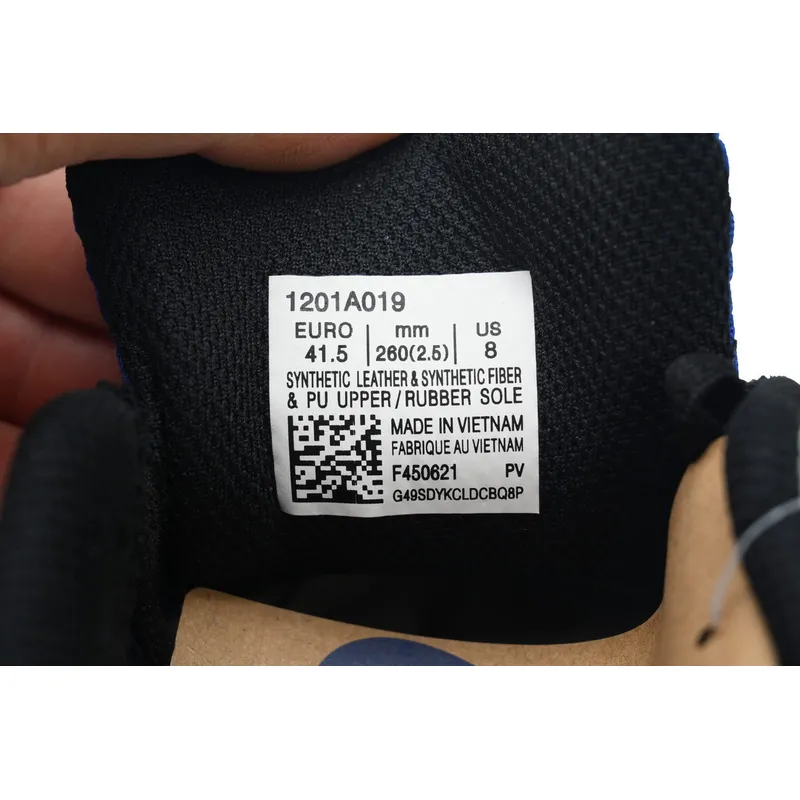 1201A019
EURO | mm | US
41.5 | 260(2.5) | 8
SYNTHETIC LEATHER & SYNTHETIC FIBER
& PU UPPER / RUBBER SOLE
MADE IN VIETNAM
FABRIQUE AU VIETNAM
F450621 PV
G49SDYKCLDCBQ8P